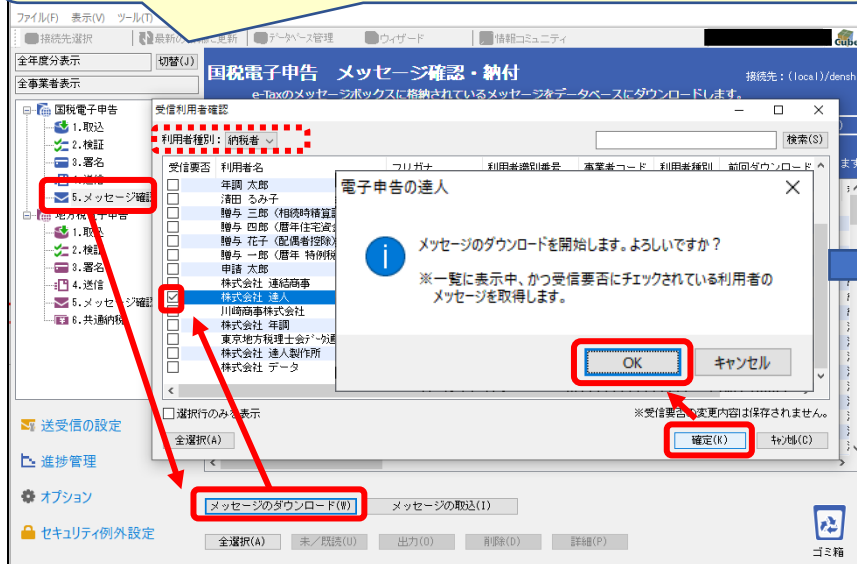 ファイル(F) 表示(V) ツール(T)
接続先選択 最新の 更新 データベース管理 ウィザード 情報コミュニティ
全年度分表示 切替(J)
全事業者表示
国税電子申告 メッセージ確認・納付
接続先：(local)/densh
e-Taxのメッセージボックスに格納されているメッセージをデータベースにダウンロードします。
国税電子申告
1.取込
2.検証
3.署名
5.メッセージ確認
地方税電子申告
1.取込
2.検証
3.署名
4.送信
5.メッセージ確認
6.共通納税
受信利用者確認
利用者種別： 納税者
検索(S)
受信要否 利用者名 フリガナ 利用者識別番号 事業者コード 利用者種別 前回ダウンロード
年調 太郎
濱田 るみ子
贈与 三郎（相続時精算課
贈与 四郎（暦年住宅資金
贈与 花子（配偶者控除）
贈与 一郎（暦年 特例税
申請 太郎
株式会社 連結商事
株式会社 達人
川崎商事株式会社
株式会社 年調
東京地方税理士会データ通
株式会社 達人製作所
株式会社 データ
電子申告の達人
メッセージのダウンロードを開始します。よろしいですか？
※一覧に表示中、かつ受信要否にチェックされている利用者の
メッセージを取得します。
OK キャンセル
選択行のみを表示
※受信要否の変更内容は保存されません。
全選択(A) 確定(K) キャンセル(C)
送受信の設定
進捗管理
オプション
セキュリティ例外設定
メッセージのダウンロード(W) メッセージの取込(I)
全選択(A) 未／既読(U) 出力(O) 削除(D) 詳細(P)
ゴミ箱